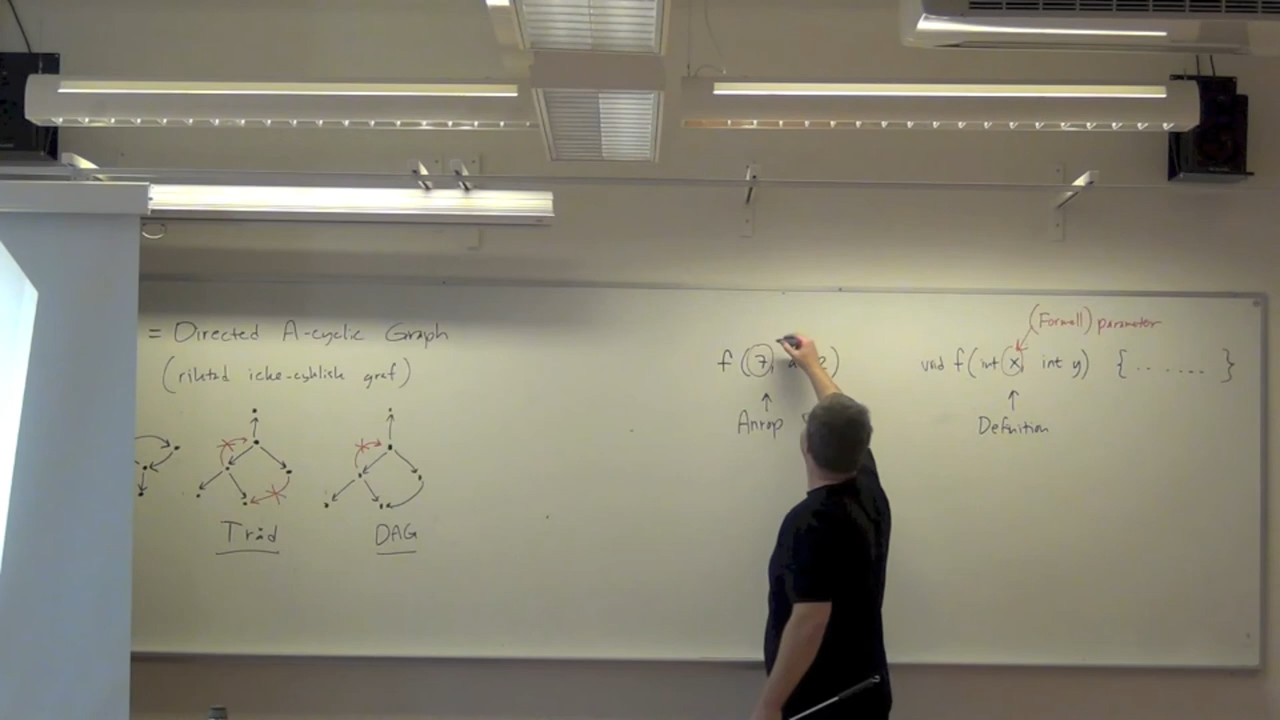 = Directed A-cyclic Graph
(riktad icke-cyklisk graf)
Träd
DAG
f(7, 2)
Anrop
(Formell) parameter
void f(int x, int y) {.......}
Definition